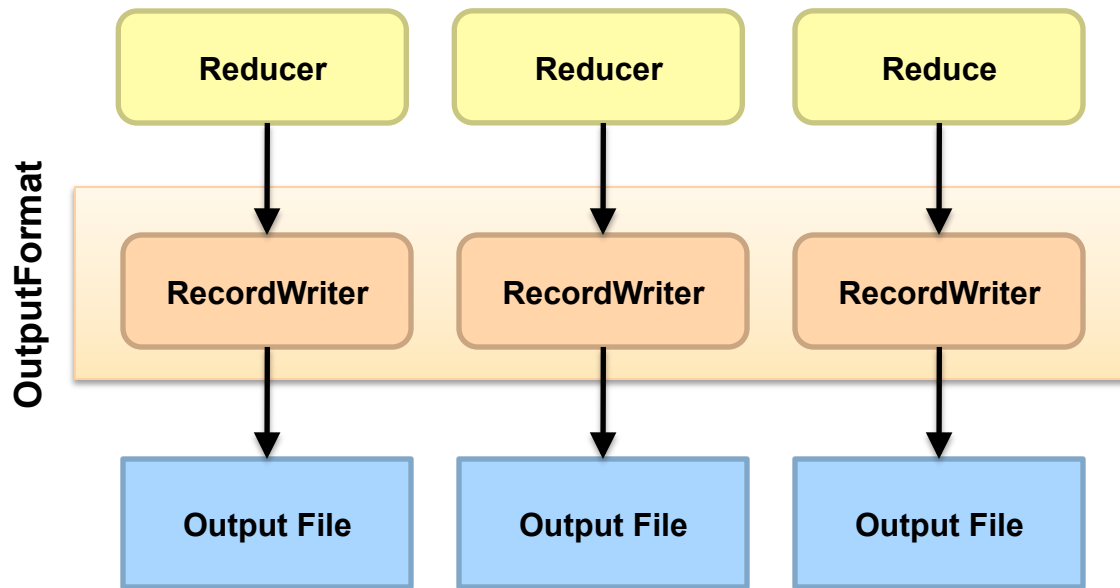 Reducer
Reducer
Reduce
OutputFormat
RecordWriter
RecordWriter
RecordWriter
Output File
Output File
Output File